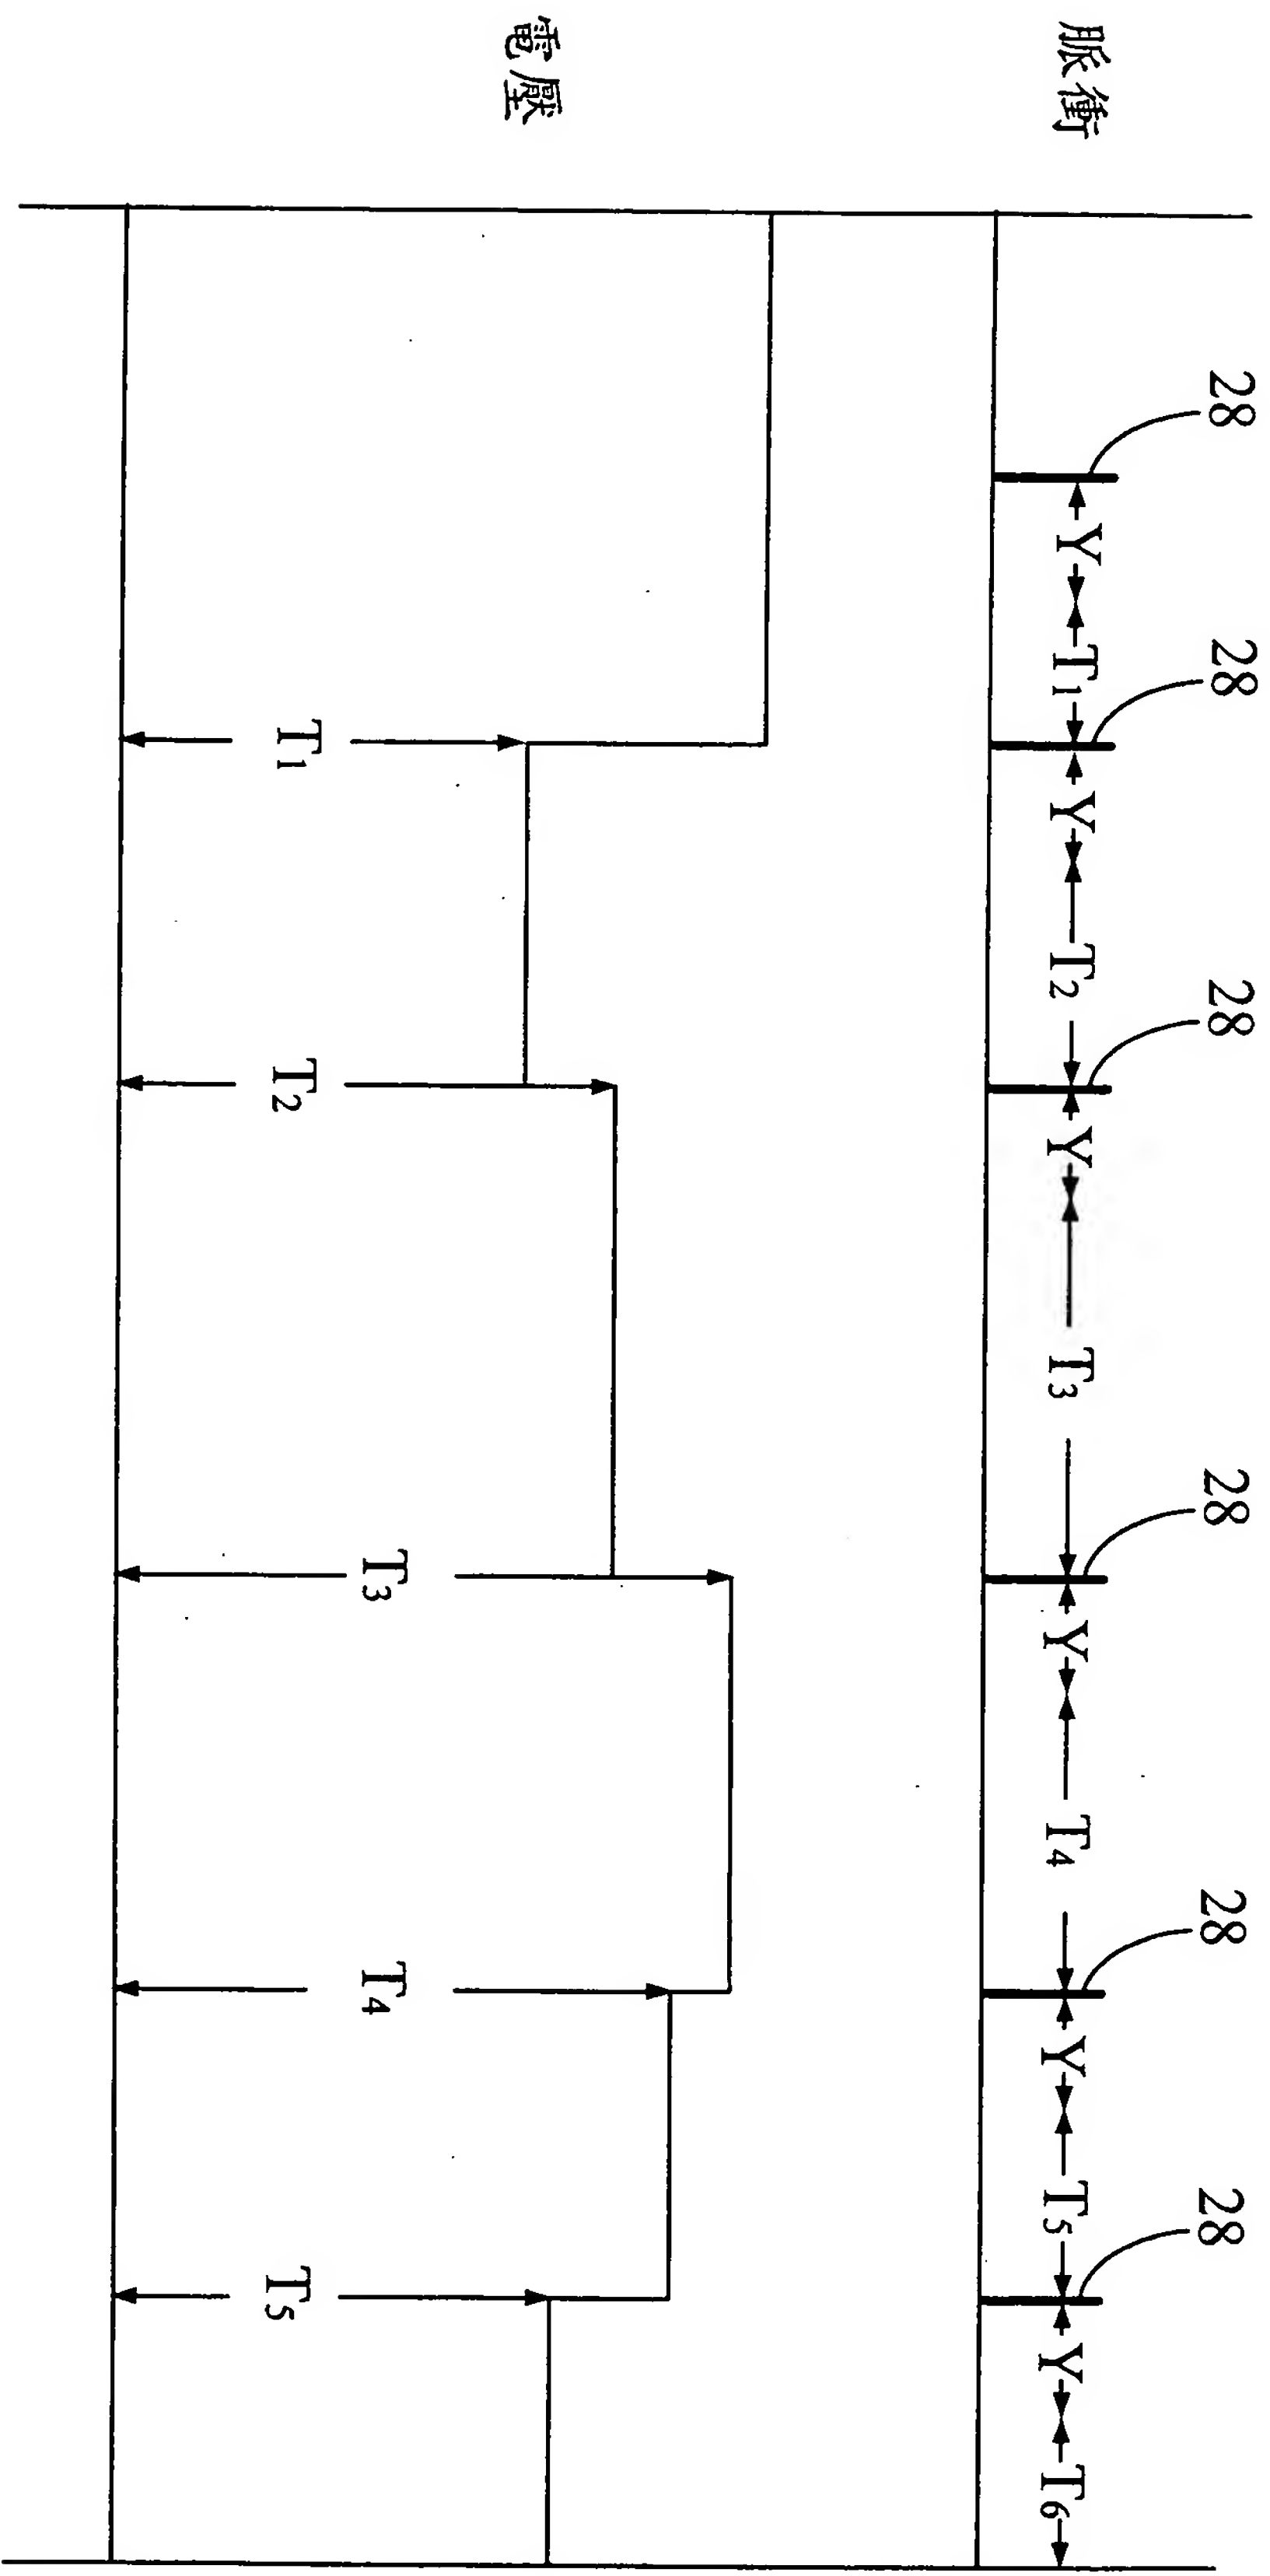 28 28 28 28 28 28
脈衝 Y T₁ Y T₂ Y T₃ Y T₄ Y T₅ Y T₆
電壓
T₁ T₂ T₃ T₄ T₅